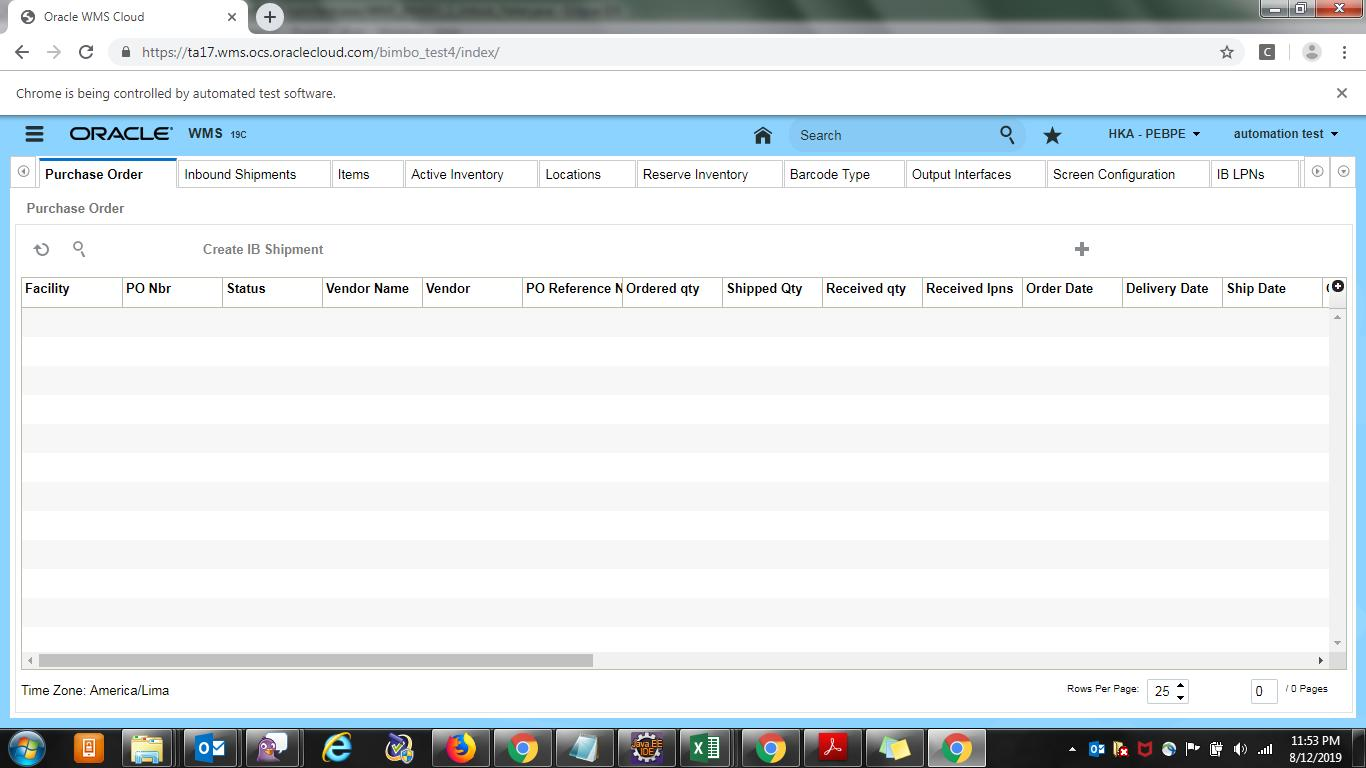 Oracle WMS Cloud
https://ta17.wms.ocs.oraclecloud.com/bimbo_test4/index/
C
Chrome is being controlled by automated test software.
ORACLE WMS 19C Search HKA - PEBPE automation test
Purchase Order Inbound Shipments Items Active Inventory Locations Reserve Inventory Barcode Type Output Interfaces Screen Configuration IB LPNs
Purchase Order
Create IB Shipment
Facility PO Nbr Status Vendor Name Vendor PO Reference N Ordered qty Shipped Qty Received qty Received lpns Order Date Delivery Date Ship Date
Time Zone: America/Lima Rows Per Page: 25 0 / 0 Pages
Java EE IDE
11:53 PM
8/12/2019